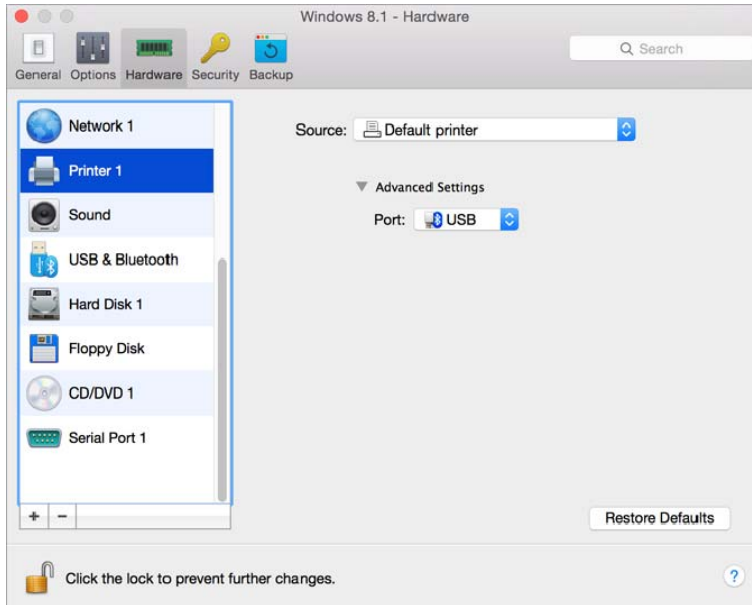 Windows 8.1 - Hardware
Search
General Options Hardware Security Backup
Network 1
Printer 1
Sound
USB & Bluetooth
Hard Disk 1
Floppy Disk
CD/DVD 1
Serial Port 1
+ −
Source: Default printer
Advanced Settings
Port: USB
Restore Defaults
Click the lock to prevent further changes.
?